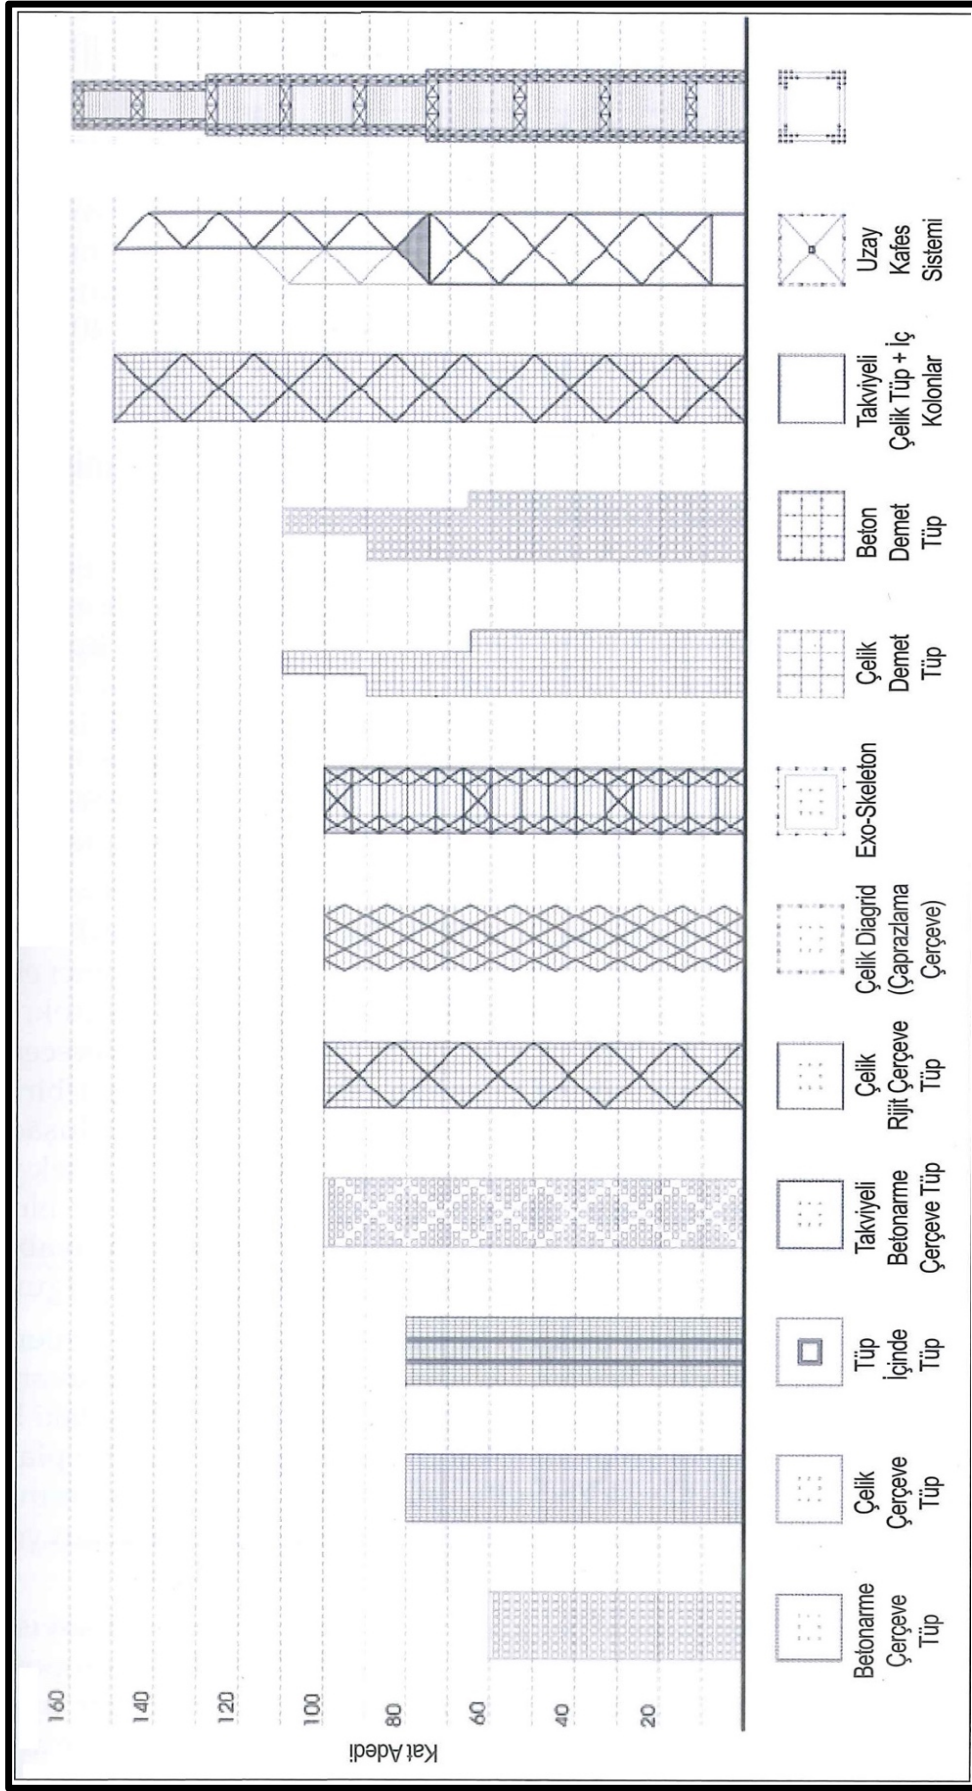 Kat Adedi
160
140
120
100
80
60
40
20
Betonarme
Çerçeve
Tüp
Çelik
Çerçeve
Tüp
Tüp
İçinde
Tüp
Takviyeli
Betonarme
Çerçeve Tüp
Çelik
Rijit Çerçeve
Tüp
Çelik Diagrid
(Çaprazlama
Çerçeve)
Exo-Skeleton
Çelik
Demet
Tüp
Beton
Demet
Tüp
Takviyeli
Çelik Tüp + İç
Kolonlar
Uzay
Kafes
Sistemi